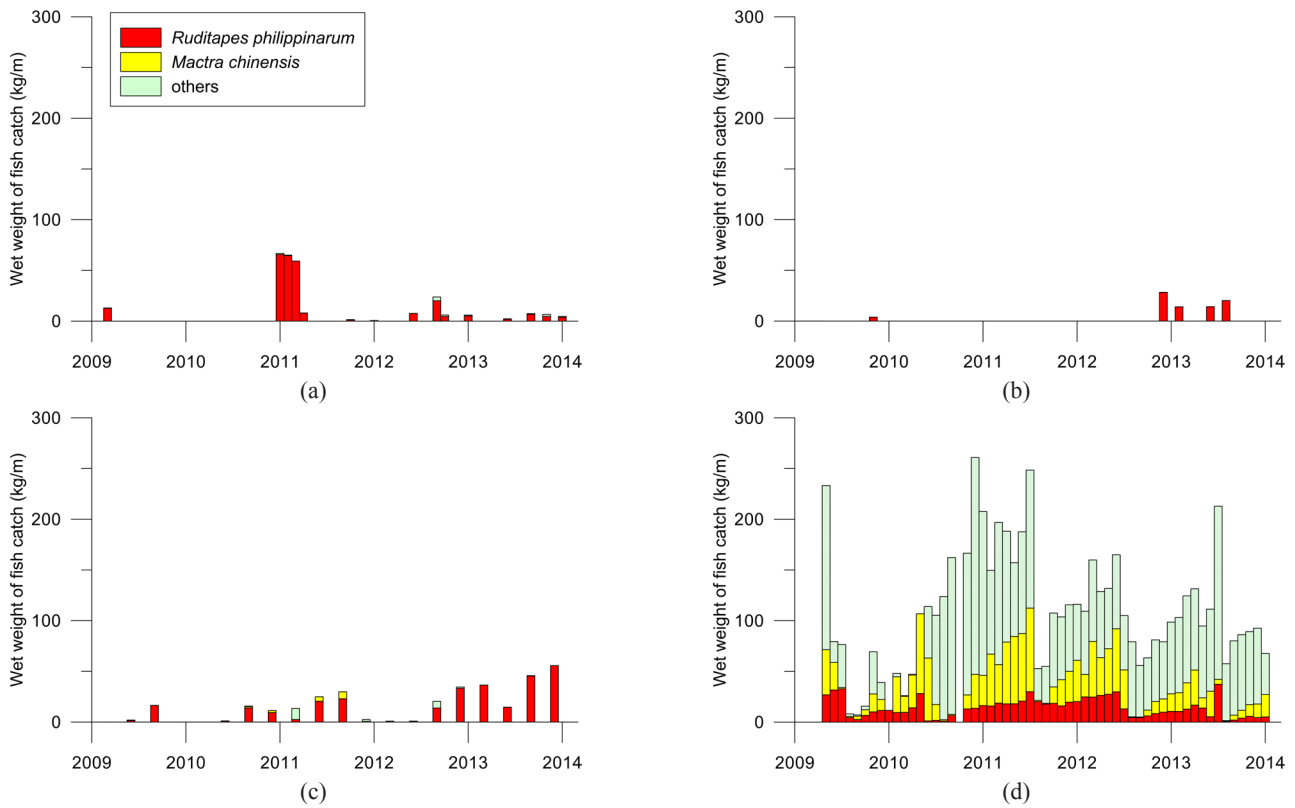 300
200
100
0
Wet weight of fish catch (kg/m)
Ruditapes philippinarum
Mactra chinensis
others
2009 2010 2011 2012 2013 2014
(a)
300
200
100
0
Wet weight of fish catch (kg/m)
2009 2010 2011 2012 2013 2014
(b)
300
200
100
0
Wet weight of fish catch (kg/m)
2009 2010 2011 2012 2013 2014
(c)
300
200
100
0
Wet weight of fish catch (kg/m)
2009 2010 2011 2012 2013 2014
(d)